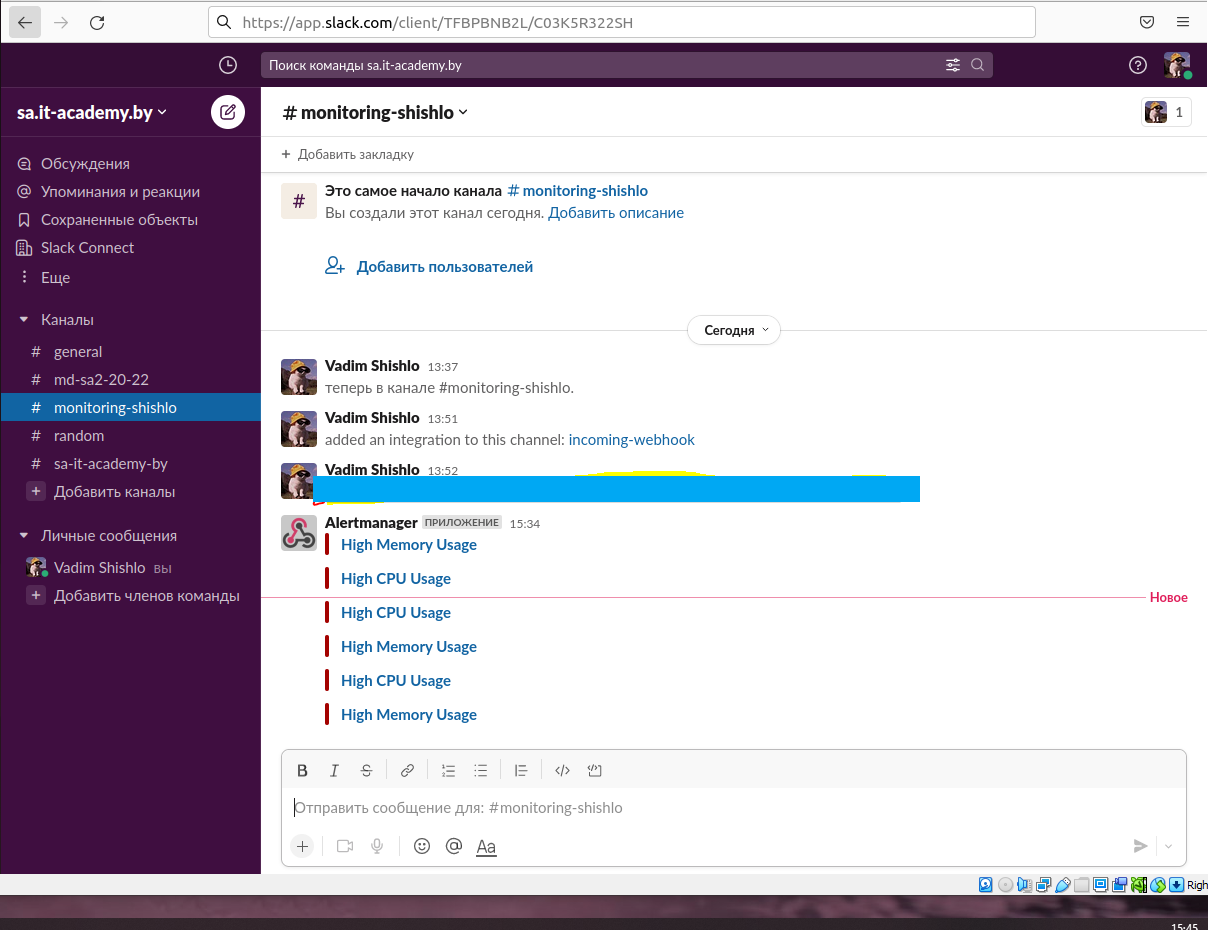 https://app.slack.com/client/TFBPBNB2L/C03K5R322SH
Поиск команды sa.it-academy.by
sa.it-academy.by
Обсуждения
Упоминания и реакции
Сохраненные объекты
Slack Connect
Еще
Каналы
# general
# md-sa2-20-22
# monitoring-shishlo
# random
# sa-it-academy-by
+ Добавить каналы
Личные сообщения
Vadim Shishlo вы
+ Добавить членов команды
# monitoring-shishlo
1
+ Добавить закладку
#
Это самое начало канала # monitoring-shishlo
Вы создали этот канал сегодня. Добавить описание
Добавить пользователей
Сегодня
Vadim Shishlo 13:37
теперь в канале #monitoring-shishlo.
Vadim Shishlo 13:51
added an integration to this channel: incoming-webhook
Vadim Shishlo 13:52
Alertmanager ПРИЛОЖЕНИЕ 15:34
High Memory Usage
High CPU Usage
Новое
High CPU Usage
High Memory Usage
High CPU Usage
High Memory Usage
B I S
Отправить сообщение для: #monitoring-shishlo
+ @ Aa
Righ
15:45